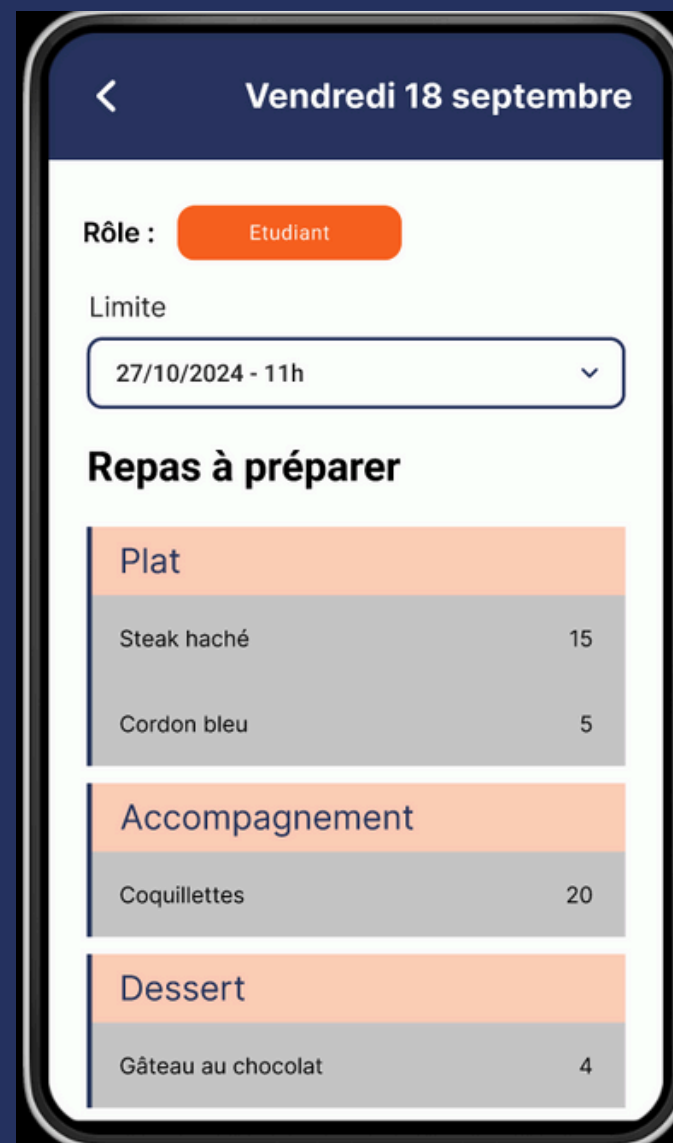 Vendredi 18 septembre
Rôle : Etudiant
Limite
27/10/2024 - 11h
Repas à préparer
Plat
Steak haché 15
Cordon bleu 5
Accompagnement
Coquillettes 20
Dessert
Gâteau au chocolat 4